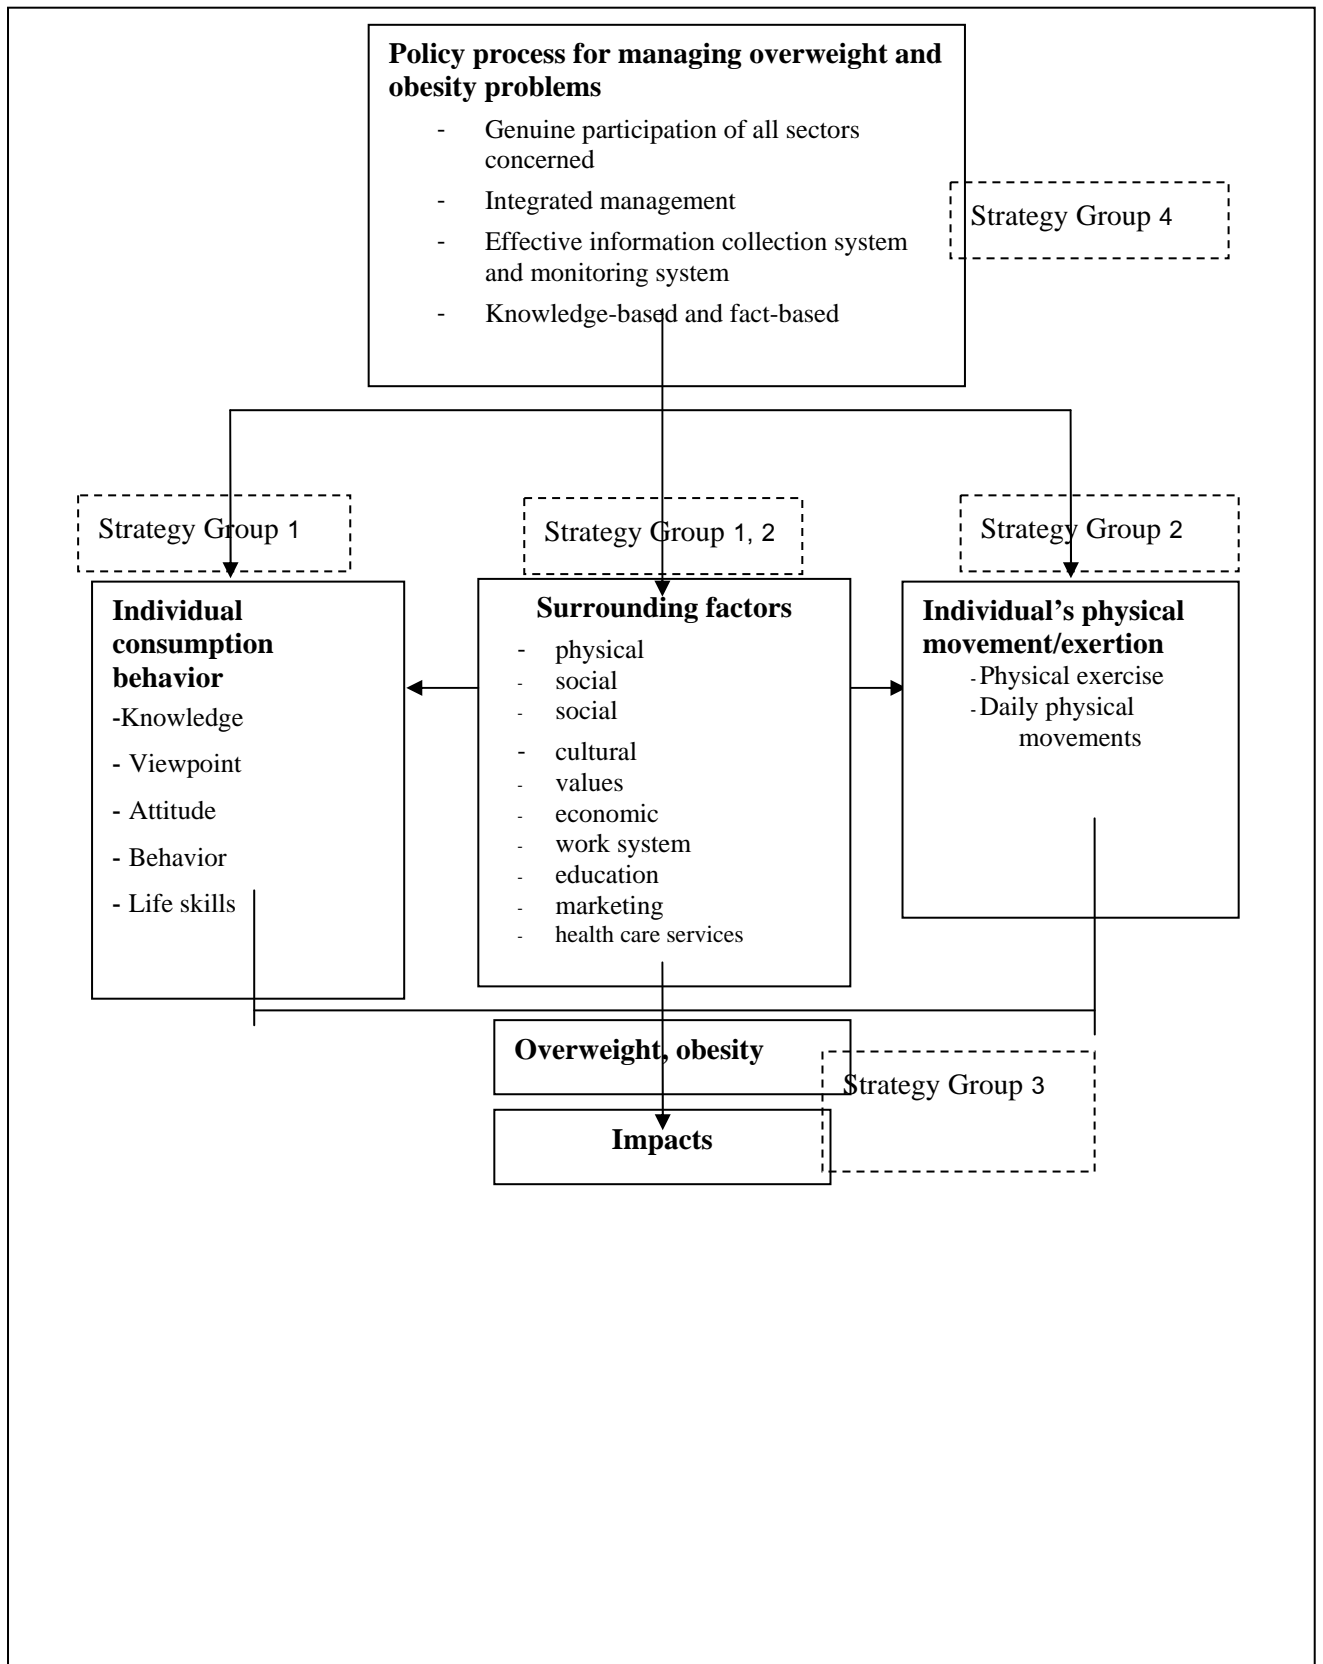 Policy process for managing overweight and
obesity problems
- Genuine participation of all sectors
concerned
- Integrated management
- Effective information collection system
and monitoring system
- Knowledge-based and fact-based
Strategy Group 4
Strategy Group 1
Strategy Group 1, 2
Strategy Group 2
Individual
consumption
behavior
-Knowledge
- Viewpoint
- Attitude
- Behavior
- Life skills
Surrounding factors
- physical
- social
- social
- cultural
- values
- economic
- work system
- education
- marketing
- health care services
Individual’s physical
movement/exertion
-Physical exercise
-Daily physical
movements
Overweight, obesity
Strategy Group 3
Impacts